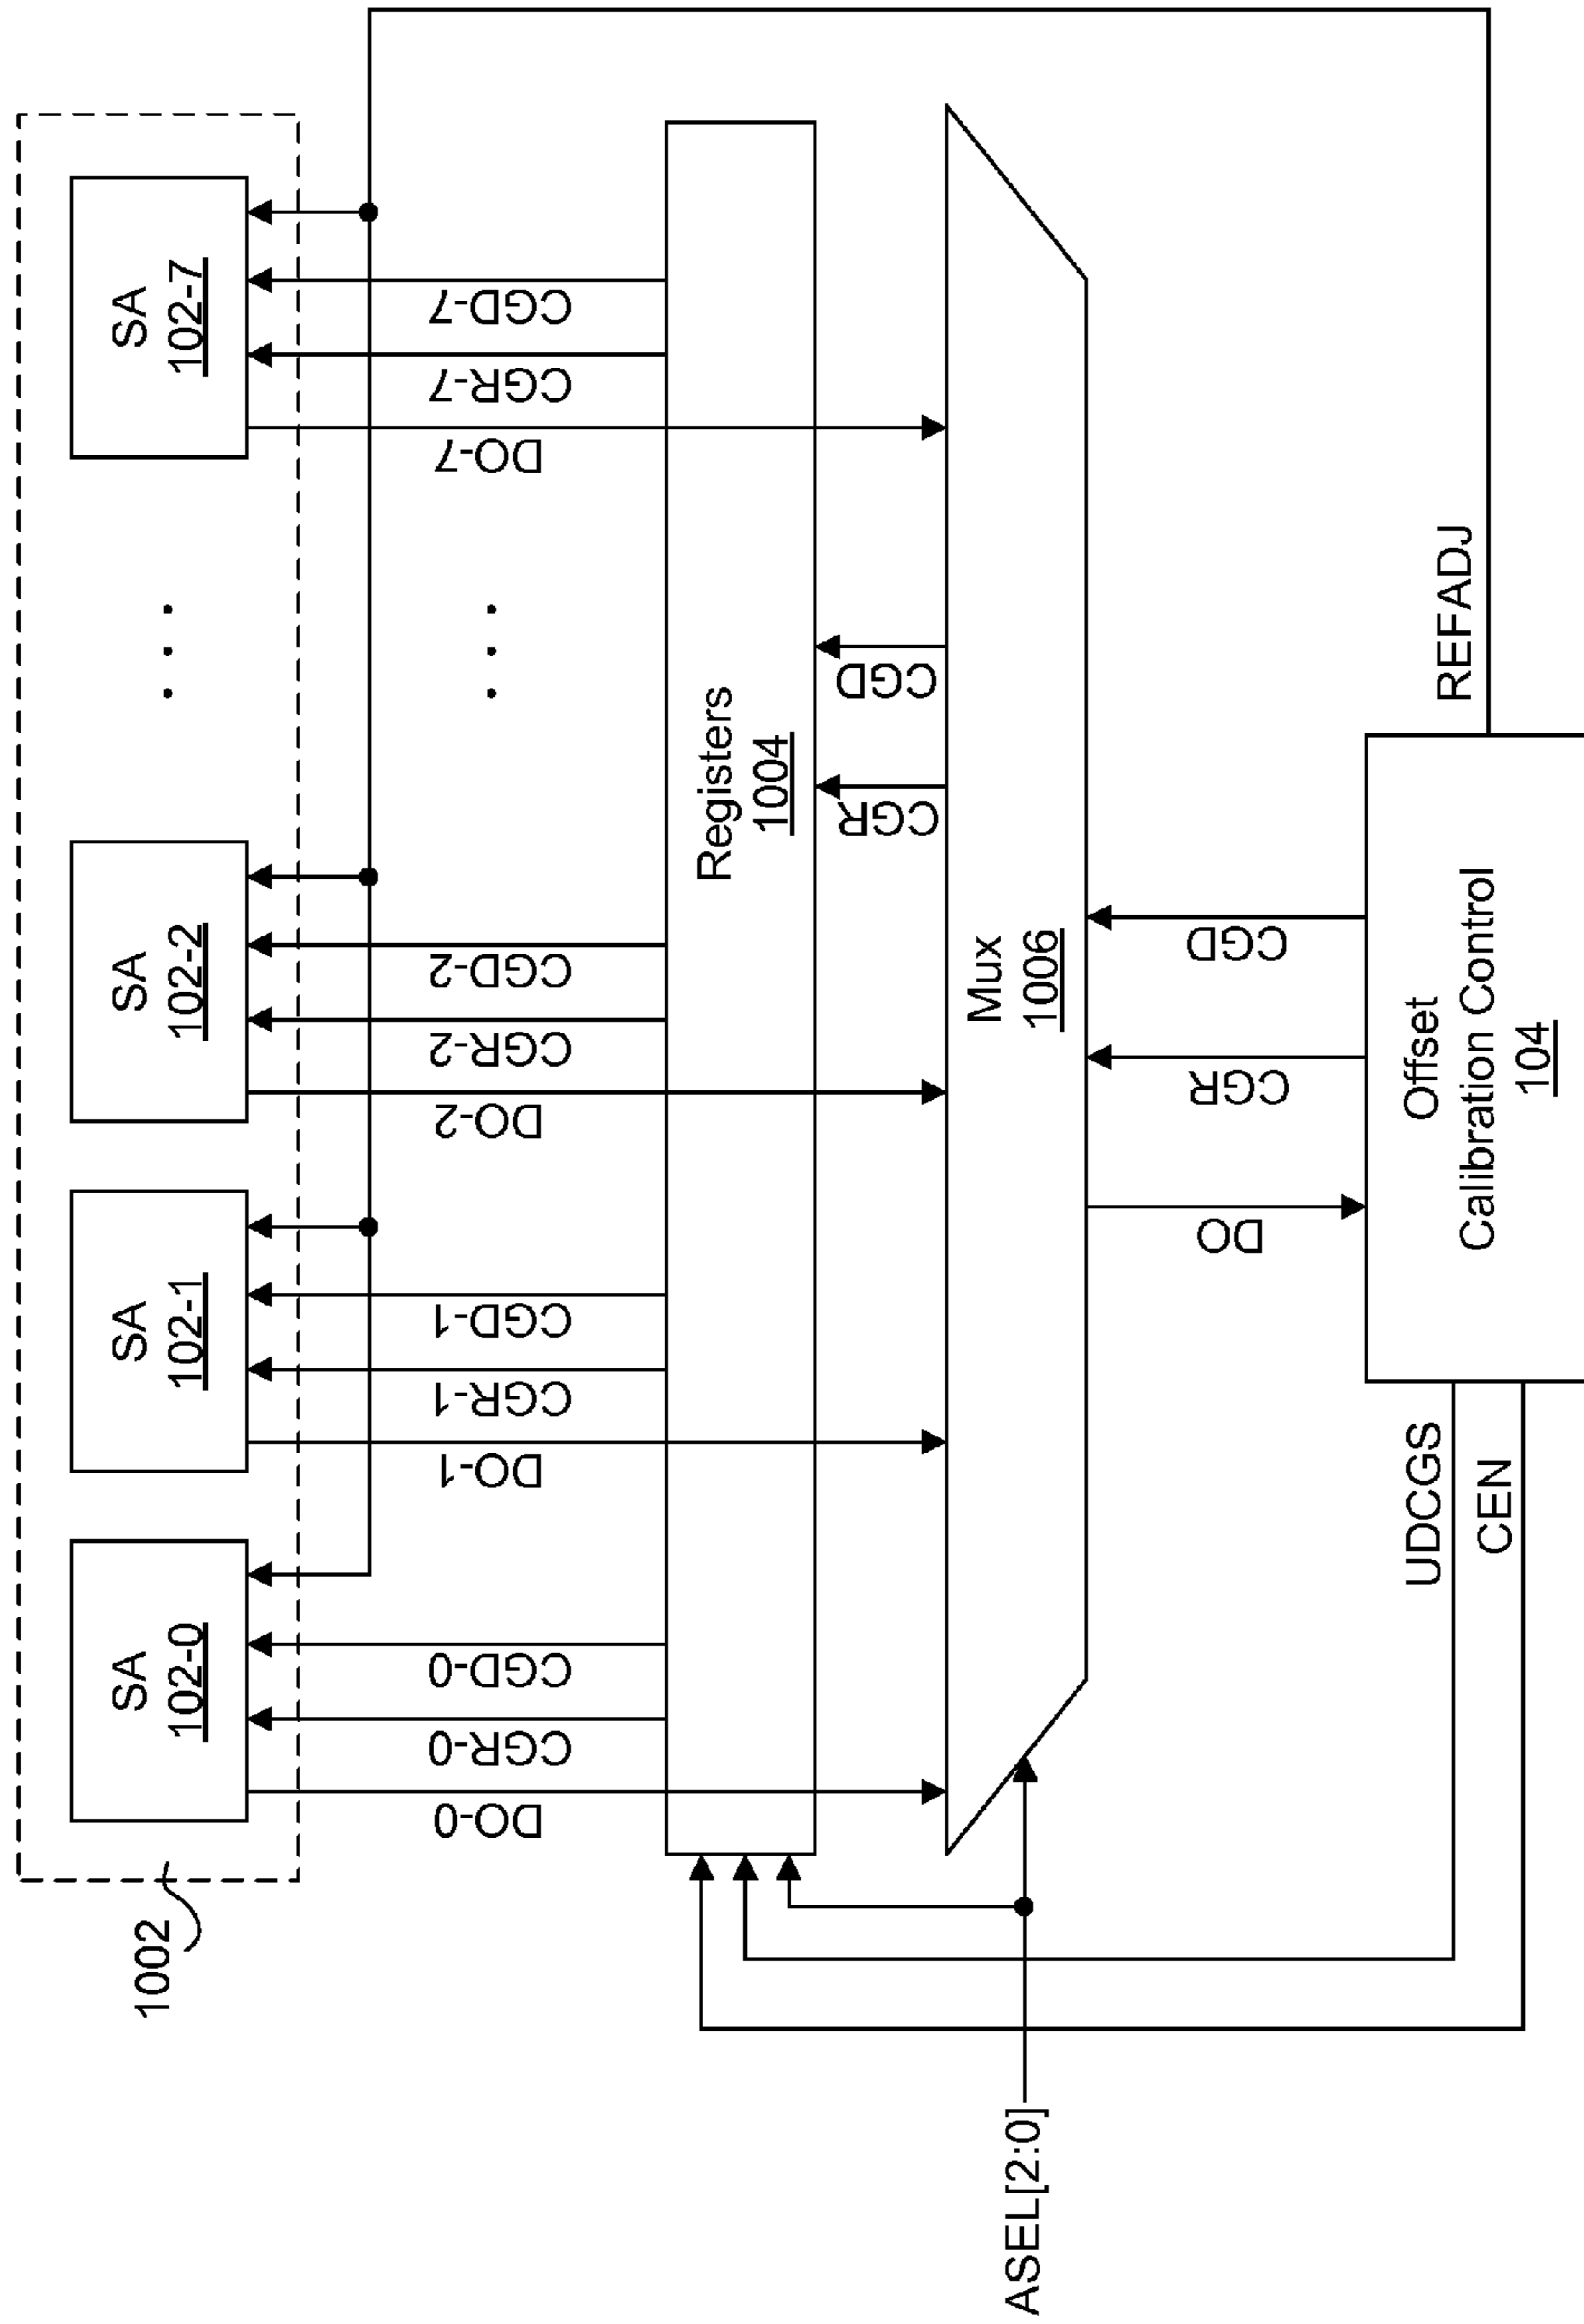 1002
SA
102-0
SA
102-1
SA
102-2
. . .
SA
102-7
DO-0
CGR-0
CGD-0
DO-1
CGR-1
CGD-1
DO-2
CGR-2
CGD-2
. . .
DO-7
CGR-7
CGD-7
Registers
1004
CGR
CGD
ASEL[2:0]
Mux
1006
DO
CGR
CGD
UDCGS
CEN
Offset
Calibration Control
104
REFADJ